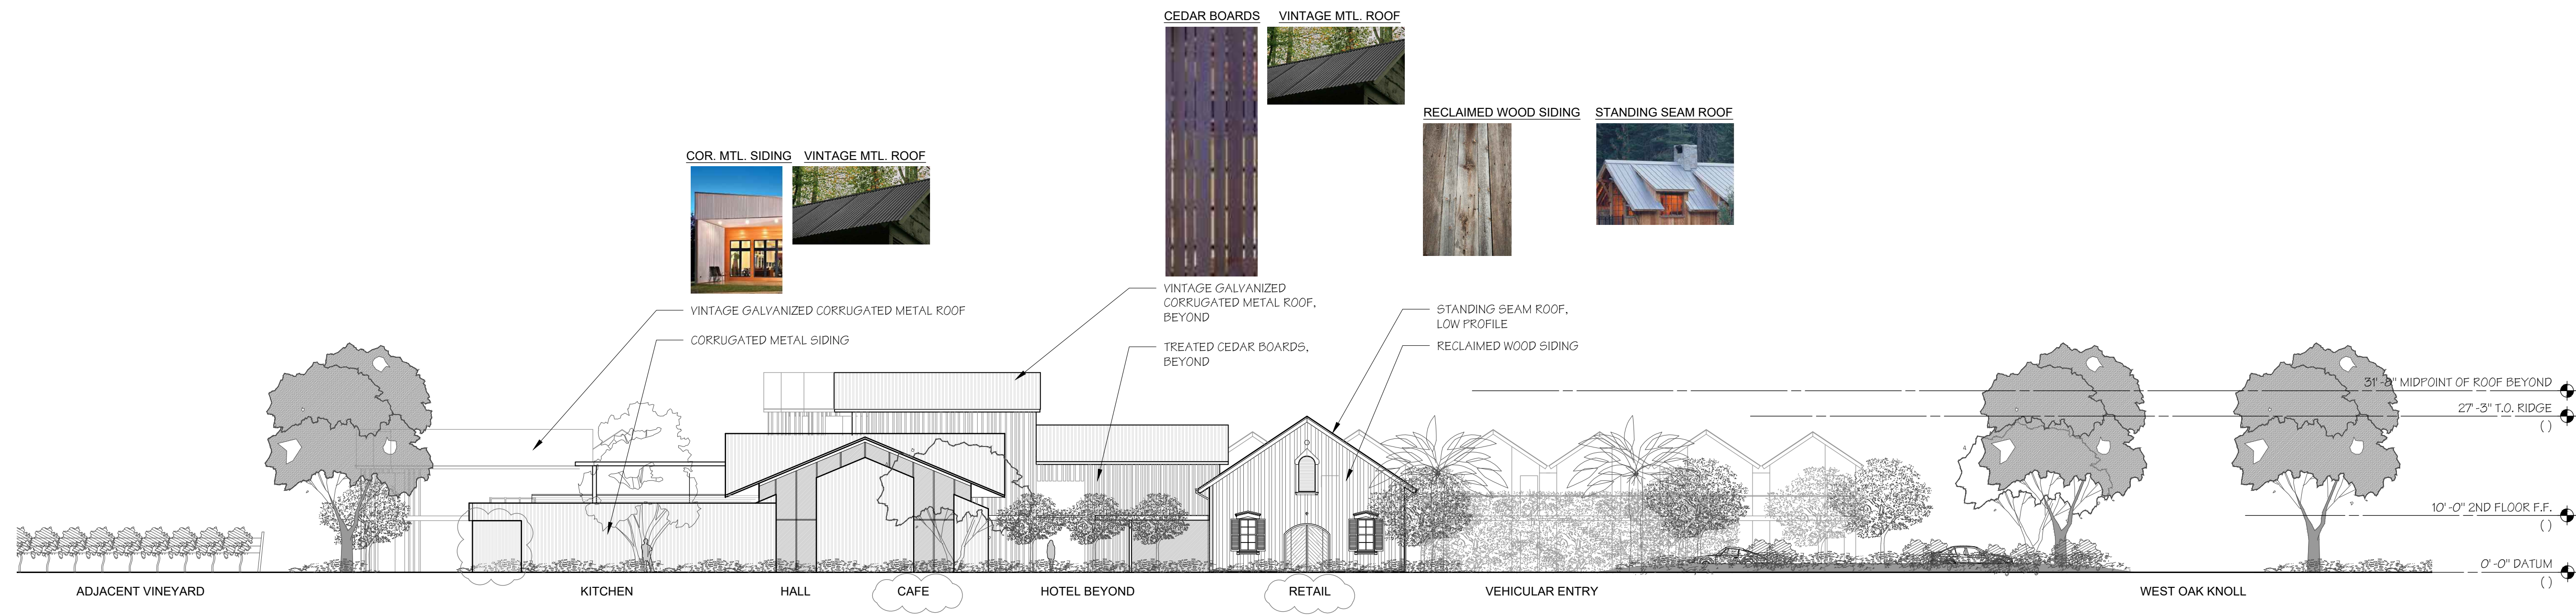 CEDAR BOARDS
VINTAGE MTL. ROOF
RECLAIMED WOOD SIDING
STANDING SEAM ROOF
COR. MTL. SIDING
VINTAGE MTL. ROOF
VINTAGE GALVANIZED CORRUGATED METAL ROOF
CORRUGATED METAL SIDING
VINTAGE GALVANIZED
CORRUGATED METAL ROOF,
BEYOND
TREATED CEDAR BOARDS,
BEYOND
STANDING SEAM ROOF,
LOW PROFILE
RECLAIMED WOOD SIDING
31'-8" MIDPOINT OF ROOF BEYOND
27'-3" T.O. RIDGE
( )
10'-0" 2ND FLOOR F.F.
( )
0'-0" DATUM
( )
ADJACENT VINEYARD
KITCHEN
HALL
CAFE
HOTEL BEYOND
RETAIL
VEHICULAR ENTRY
WEST OAK KNOLL